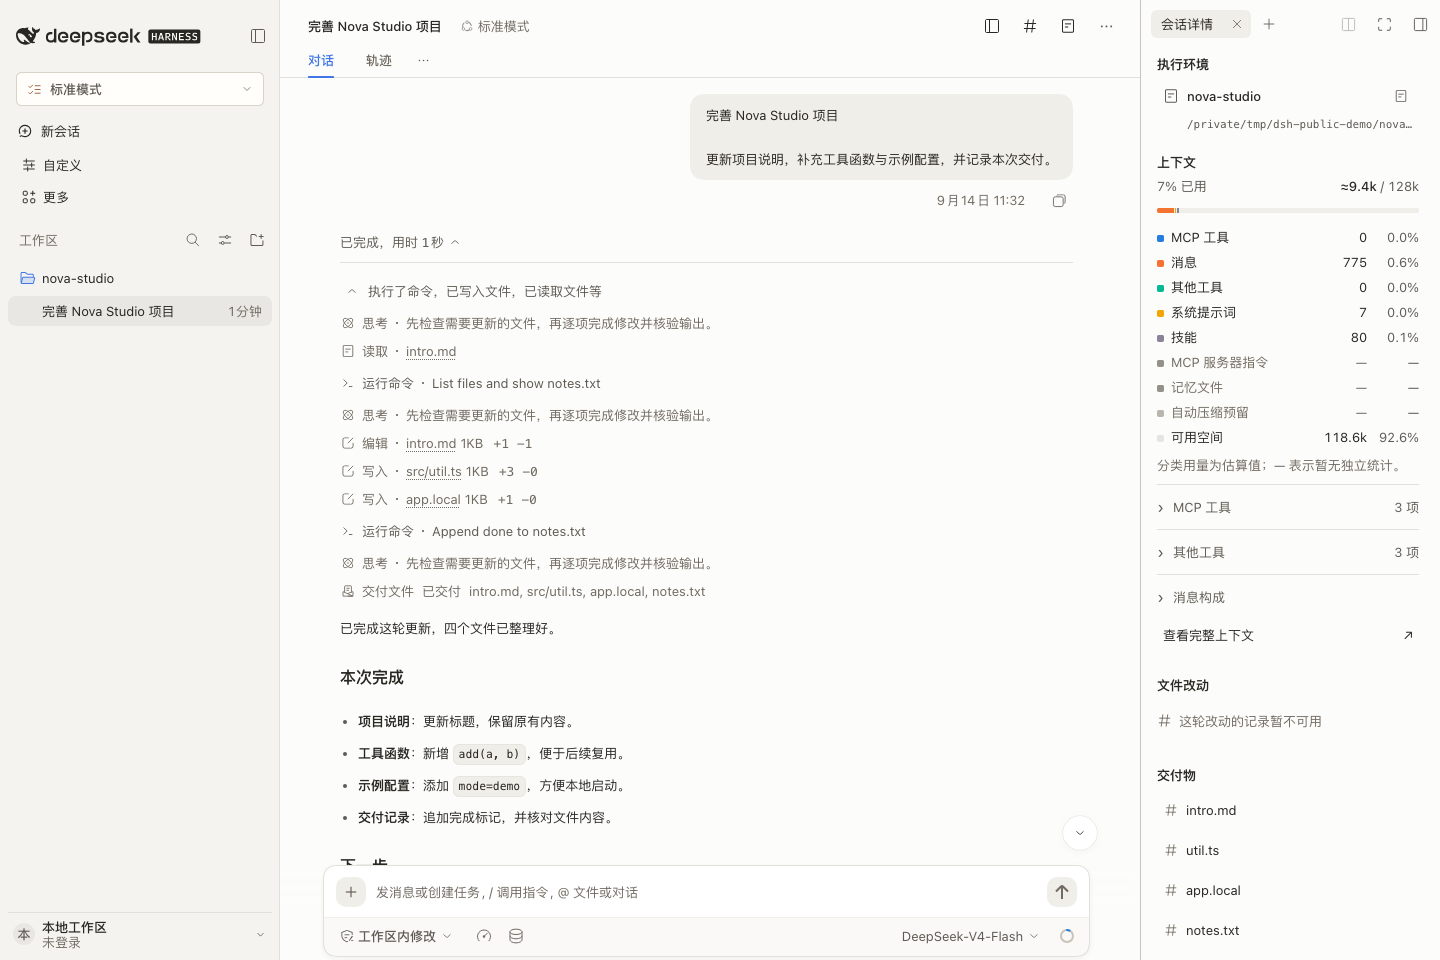 deepseek HARNESS
标准模式
新会话
自定义
更多
工作区
nova-studio
完善 Nova Studio 项目 1分钟
本 本地工作区
未登录
完善 Nova Studio 项目 标准模式
对话 轨迹 ···
完善 Nova Studio 项目
更新项目说明，补充工具函数与示例配置，并记录本次交付。
9月14日 11:32
已完成，用时 1秒
执行了命令，已写入文件，已读取文件等
思考 · 先检查需要更新的文件，再逐项完成修改并核验输出。
读取 · intro.md
运行命令 · List files and show notes.txt
思考 · 先检查需要更新的文件，再逐项完成修改并核验输出。
编辑 · intro.md 1KB +1 −1
写入 · src/util.ts 1KB +3 −0
写入 · app.local 1KB +1 −0
运行命令 · Append done to notes.txt
思考 · 先检查需要更新的文件，再逐项完成修改并核验输出。
交付文件 已交付 intro.md, src/util.ts, app.local, notes.txt
已完成这轮更新，四个文件已整理好。
本次完成
• 项目说明：更新标题，保留原有内容。
• 工具函数：新增 add(a, b)，便于后续复用。
• 示例配置：添加 mode=demo，方便本地启动。
• 交付记录：追加完成标记，并核对文件内容。
下一步
发消息或创建任务, / 调用指令, @ 文件或对话
工作区内修改
DeepSeek-V4-Flash
会话详情
执行环境
nova-studio
/private/tmp/dsh-public-demo/nova…
上下文
7% 已用 ≈9.4k / 128k
MCP 工具 0 0.0%
消息 775 0.6%
其他工具 0 0.0%
系统提示词 7 0.0%
技能 80 0.1%
MCP 服务器指令 — —
记忆文件 — —
自动压缩预留 — —
可用空间 118.6k 92.6%
分类用量为估算值；— 表示暂无独立统计。
MCP 工具 3 项
其他工具 3 项
消息构成
查看完整上下文
文件改动
# 这轮改动的记录暂不可用
交付物
# intro.md
# util.ts
# app.local
# notes.txt